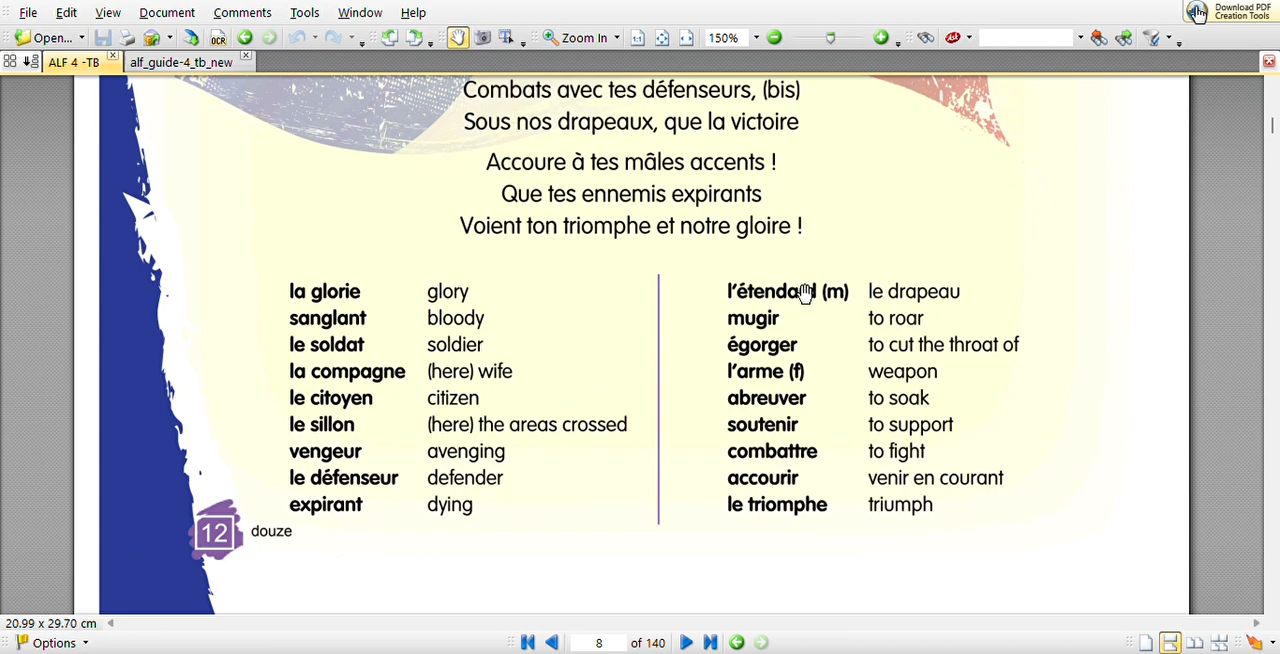 File Edit View Document Comments Tools Window Help
Download PDF
Creation Tools
Open... OCR Zoom In 150%
ALF 4 -TB alf_guide-4_tb_new
Combats avec tes défenseurs, (bis)
Sous nos drapeaux, que la victoire
Accoure à tes mâles accents !
Que tes ennemis expirants
Voient ton triomphe et notre gloire !
la glorie glory
sanglant bloody
le soldat soldier
la compagne (here) wife
le citoyen citizen
le sillon (here) the areas crossed
vengeur avenging
le défenseur defender
expirant dying
l'étendard (m) le drapeau
mugir to roar
égorger to cut the throat of
l'arme (f) weapon
abreuver to soak
soutenir to support
combattre to fight
accourir venir en courant
le triomphe triumph
12 douze
20.99 x 29.70 cm
Options 8 of 140